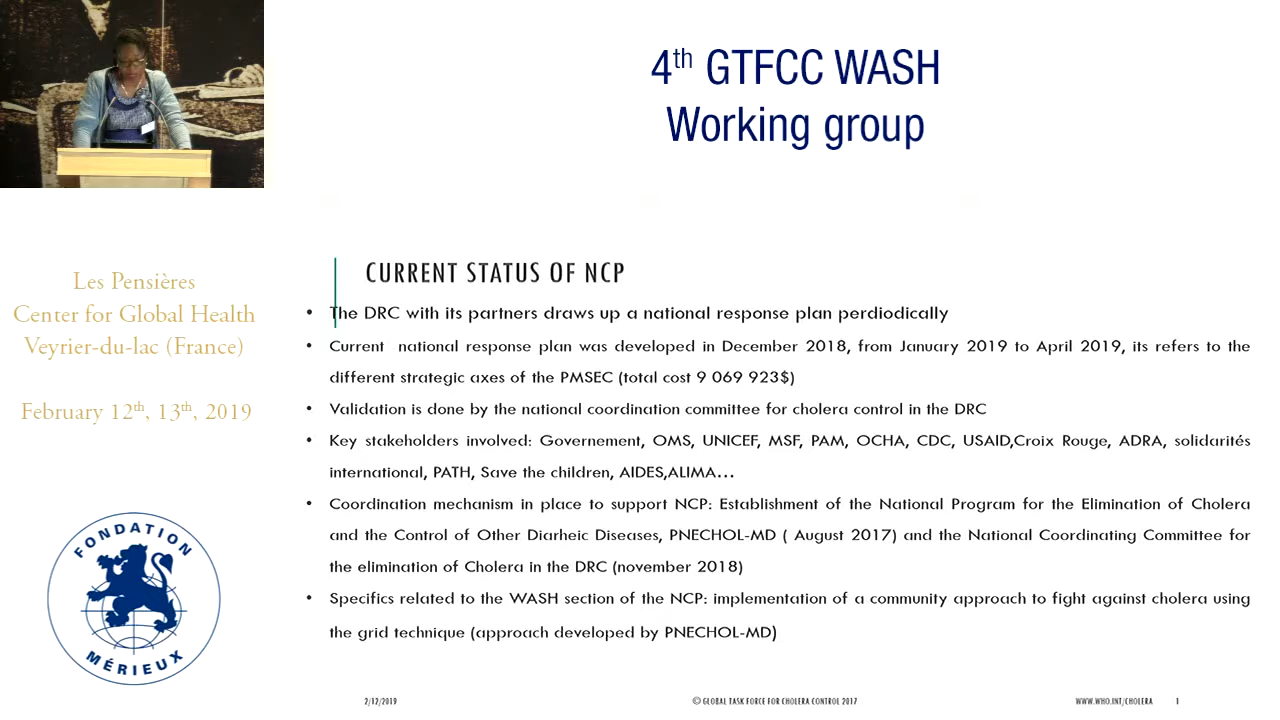 4th GTFCC WASH
Working group
Les Pensières
Center for Global Health
Veyrier-du-lac (France)
February 12th, 13th, 2019
FONDATION
MÉRIEUX
CURRENT STATUS OF NCP
• The DRC with its partners draws up a national response plan perdiodically
• Current national response plan was developed in December 2018, from January 2019 to April 2019, its refers to the
different strategic axes of the PMSEC (total cost 9 069 923$)
• Validation is done by the national coordination committee for cholera control in the DRC
• Key stakeholders involved: Governement, OMS, UNICEF, MSF, PAM, OCHA, CDC, USAID,Croix Rouge, ADRA, solidarités
international, PATH, Save the children, AIDES,ALIMA...
• Coordination mechanism in place to support NCP: Establishment of the National Program for the Elimination of Cholera
and the Control of Other Diarheic Diseases, PNECHOL-MD ( August 2017) and the National Coordinating Committee for
the elimination of Cholera in the DRC (november 2018)
• Specifics related to the WASH section of the NCP: implementation of a community approach to fight against cholera using
the grid technique (approach developed by PNECHOL-MD)
2/12/2019
© GLOBAL TASK FORCE FOR CHOLERA CONTROL 2017
WWW.WHO.INT/CHOLERA
1